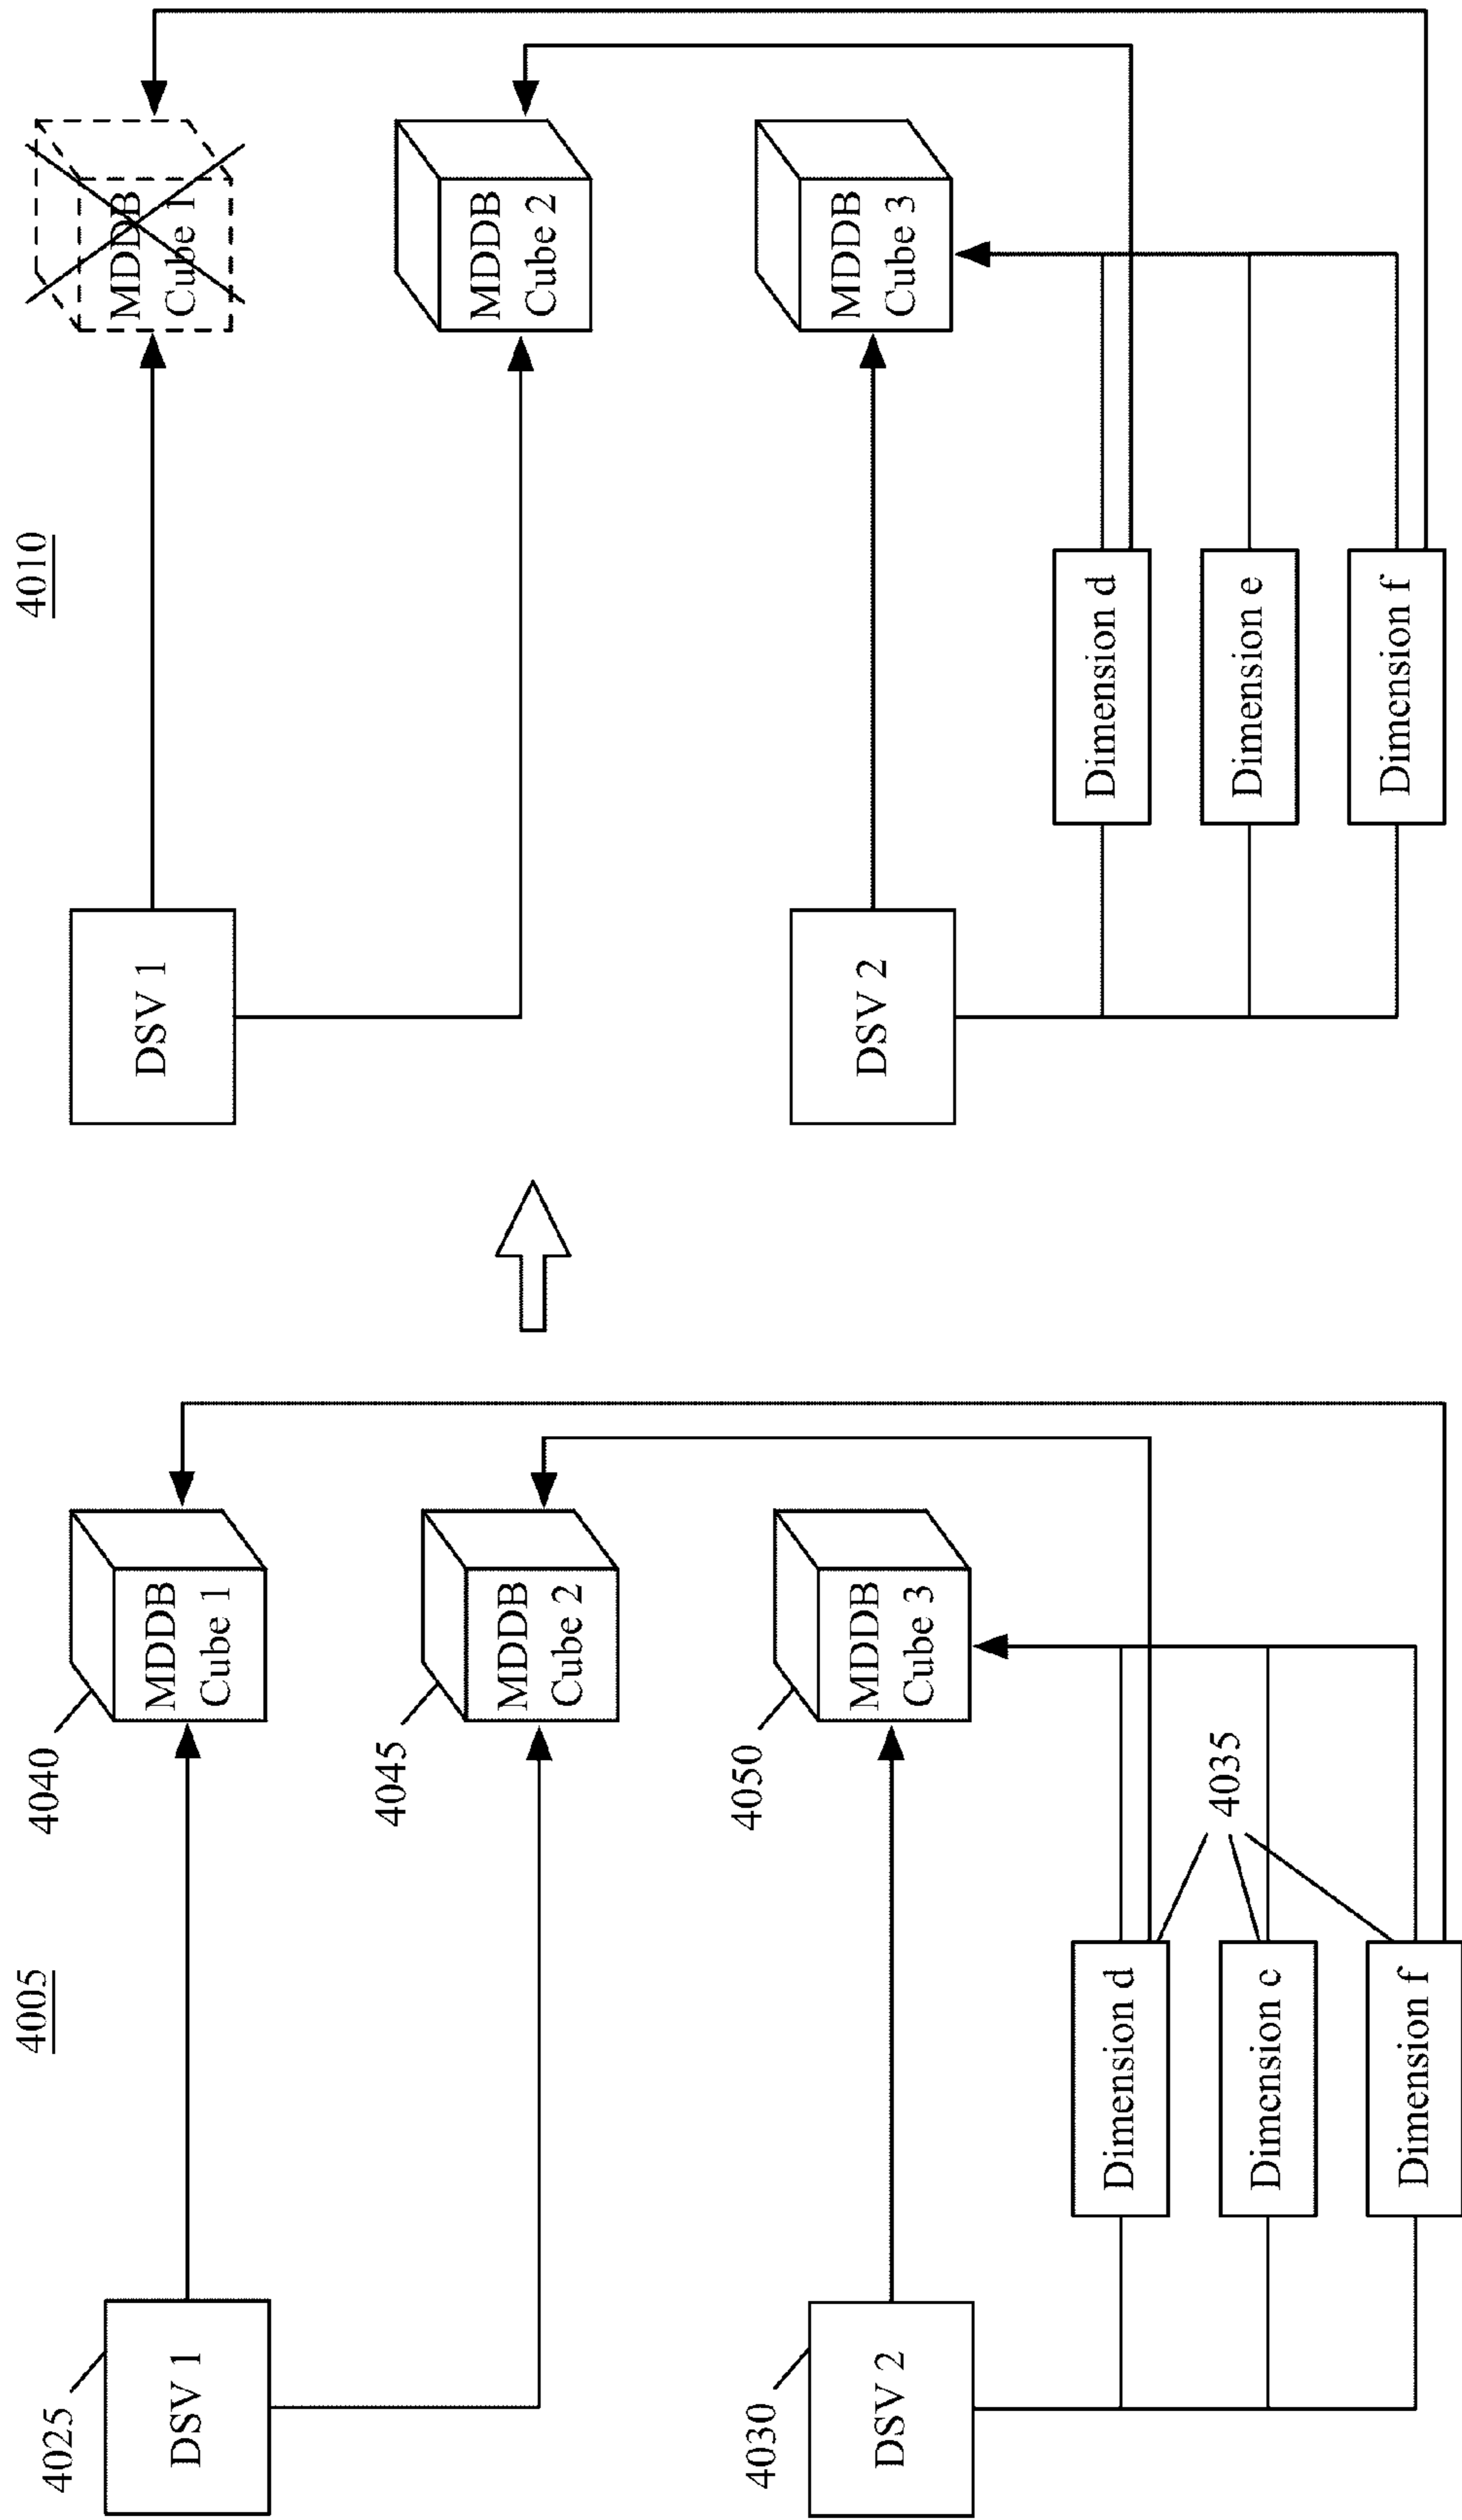 4005
4025
DSV 1
4040
MDDB
Cube 1
4045
MDDB
Cube 2
4030
DSV 2
4050
MDDB
Cube 3
4035
Dimension d
Dimension c
Dimension f
4010
DSV 1
MDDB
Cube 1
MDDB
Cube 2
DSV 2
MDDB
Cube 3
Dimension d
Dimension e
Dimension f